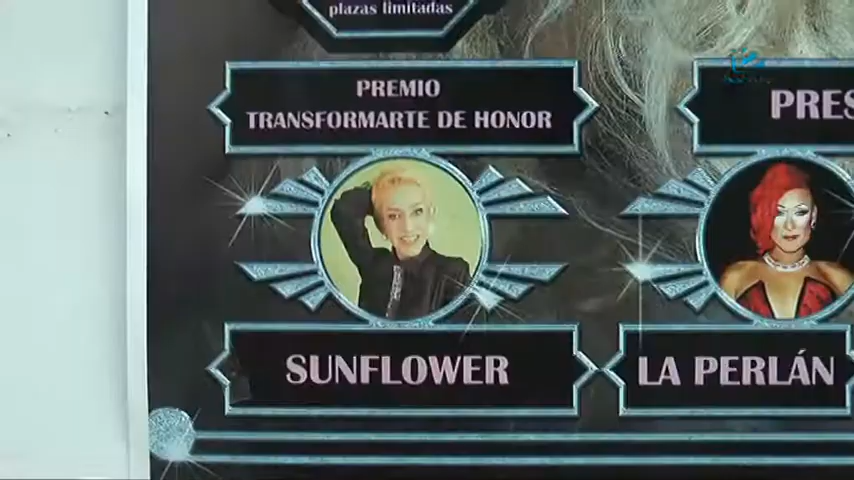 plazas limitadas
PREMIO
TRANSFORMARTE DE HONOR
SUNFLOWER
PRES
LA PERLÁN